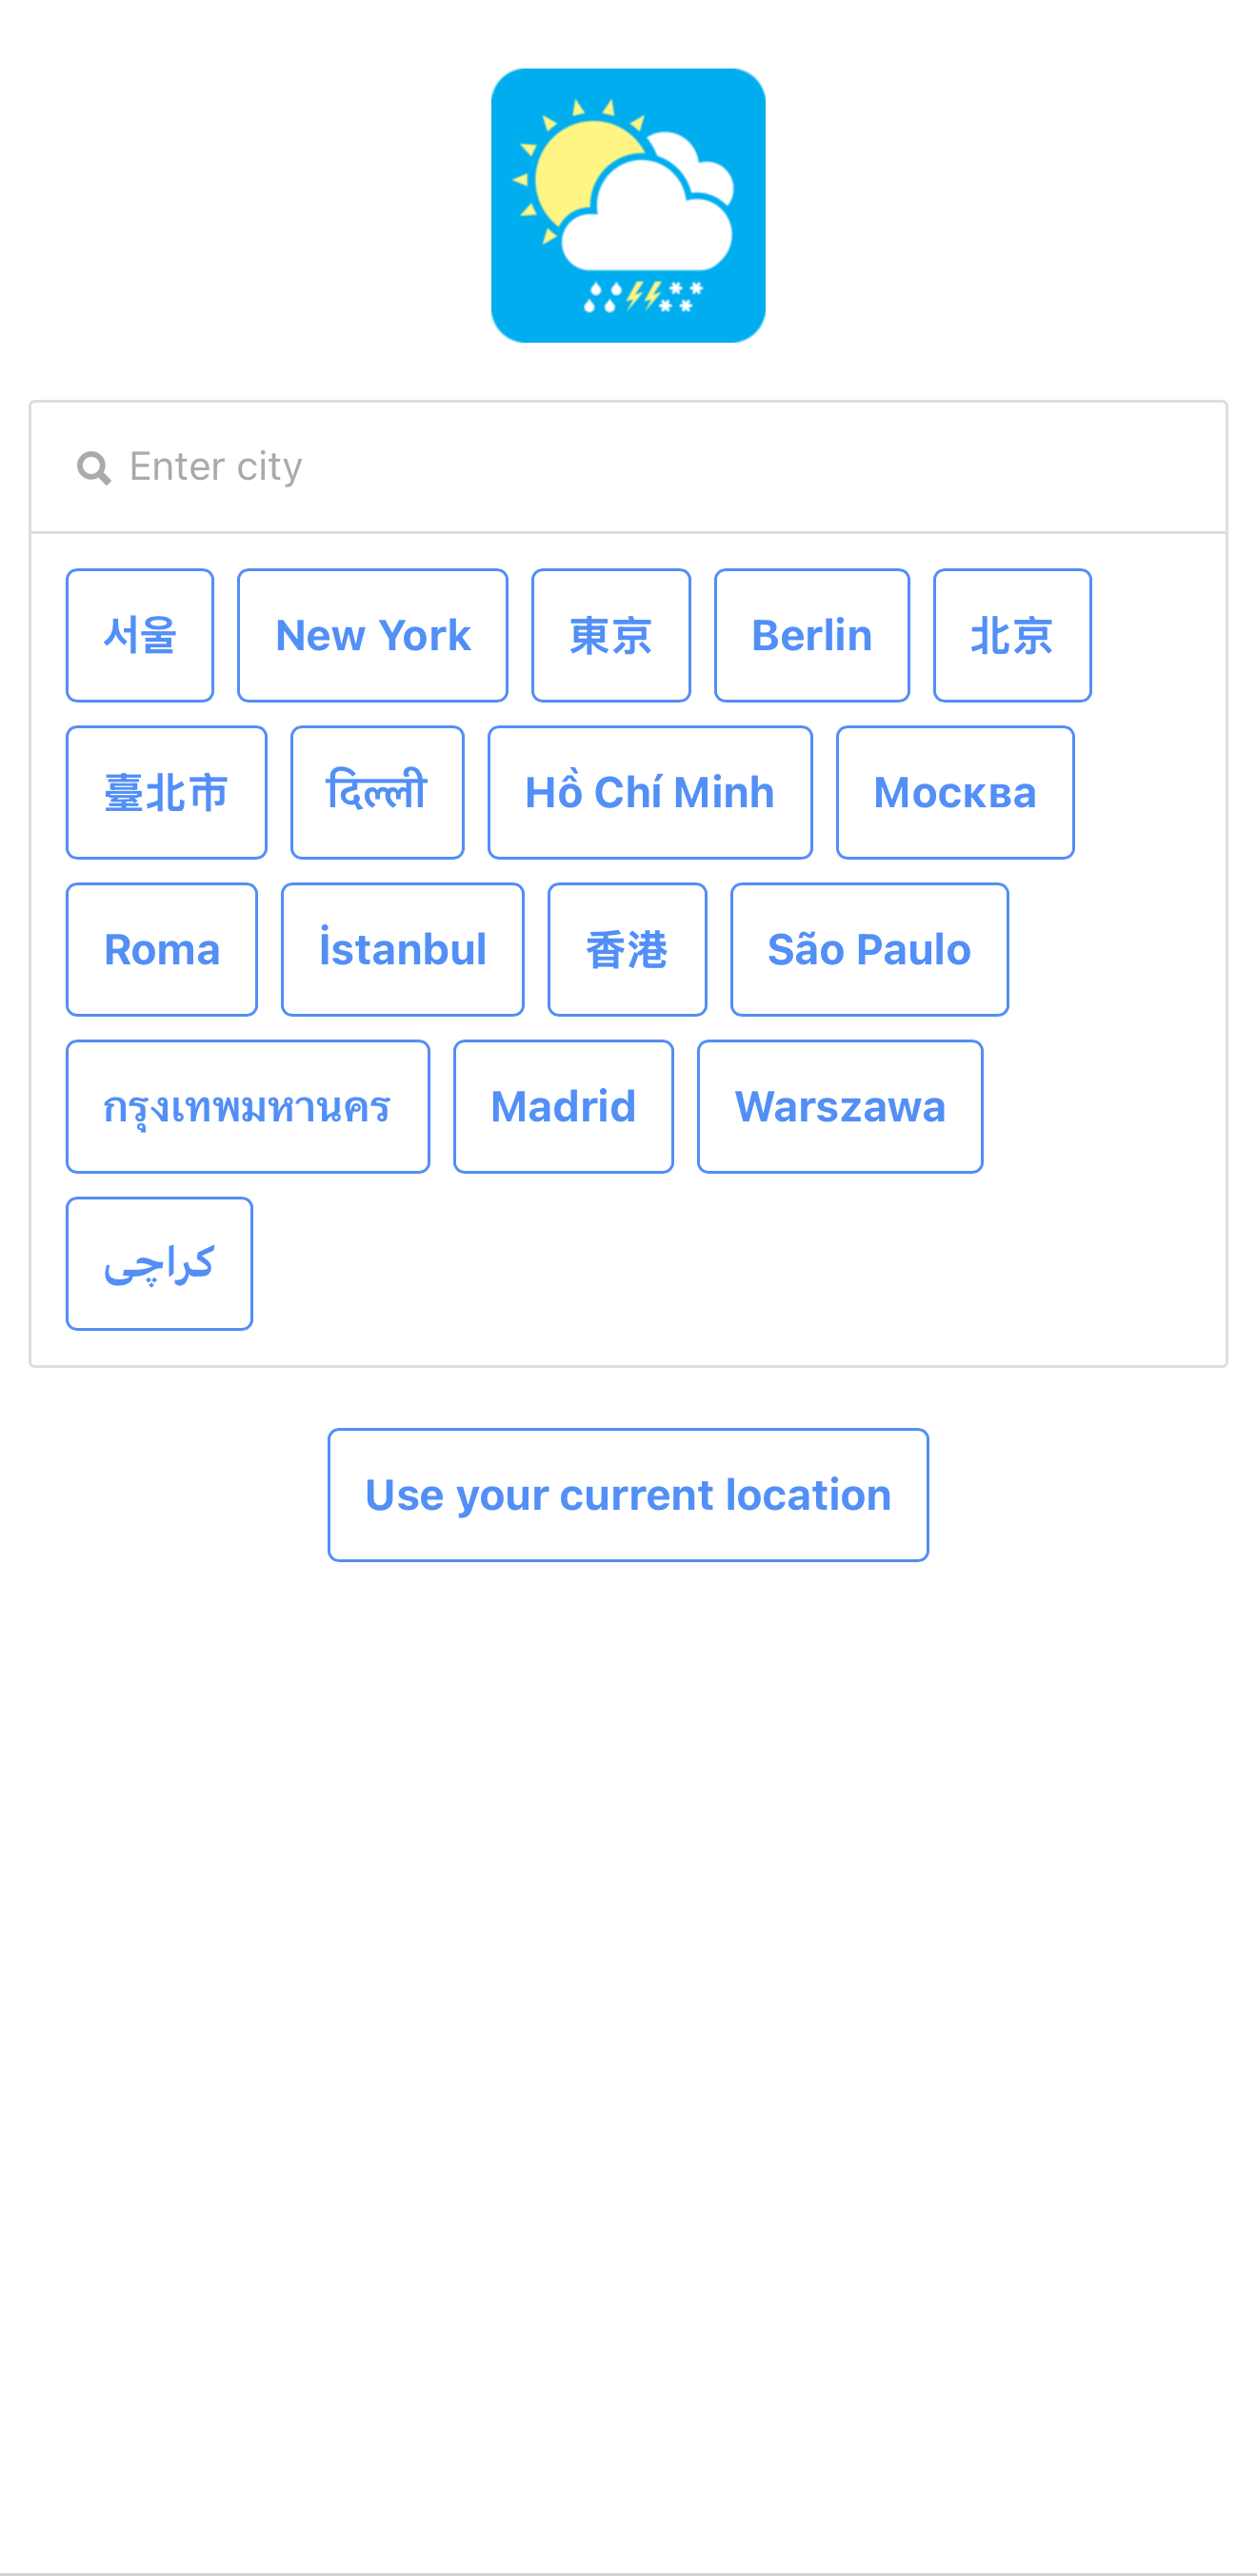 Enter city
서울 New York 東京 Berlin 北京
臺北市 दिल्ली Hồ Chí Minh Москва
Roma İstanbul 香港 São Paulo
กรุงเทพมหานคร Madrid Warszawa
کراچی
Use your current location